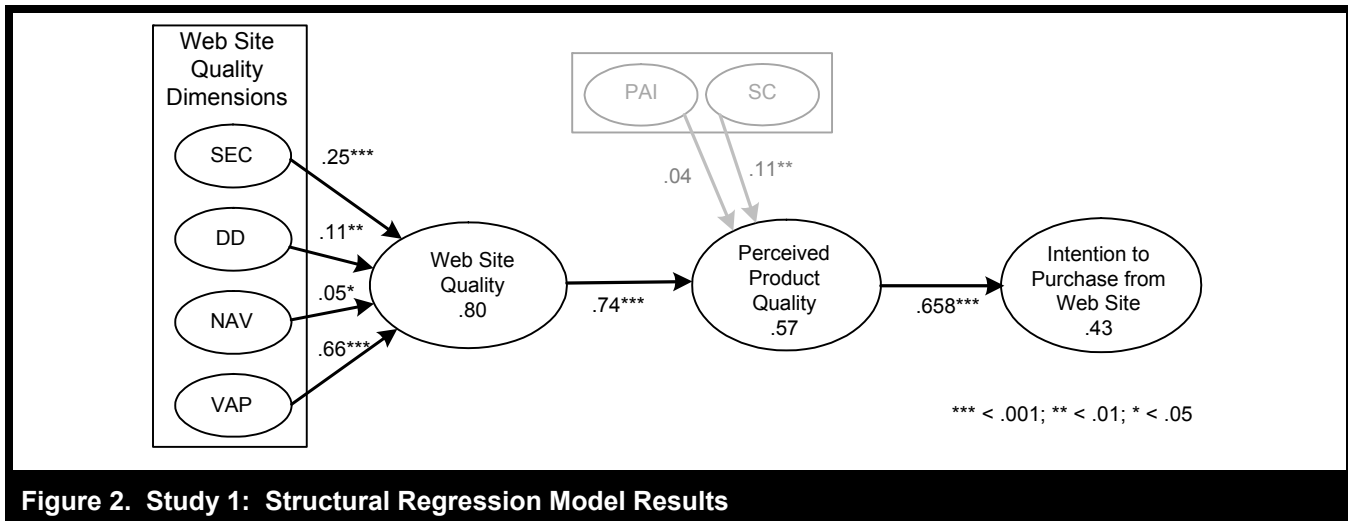 Web Site
Quality
Dimensions
SEC
DD
NAV
VAP
.25***
.11**
.05*
.66***
Web Site
Quality
.80
.74***
PAI
SC
.04
.11**
Perceived
Product
Quality
.57
.658***
Intention to
Purchase from
Web Site
.43
*** < .001; ** < .01; * < .05
Figure 2. Study 1: Structural Regression Model Results